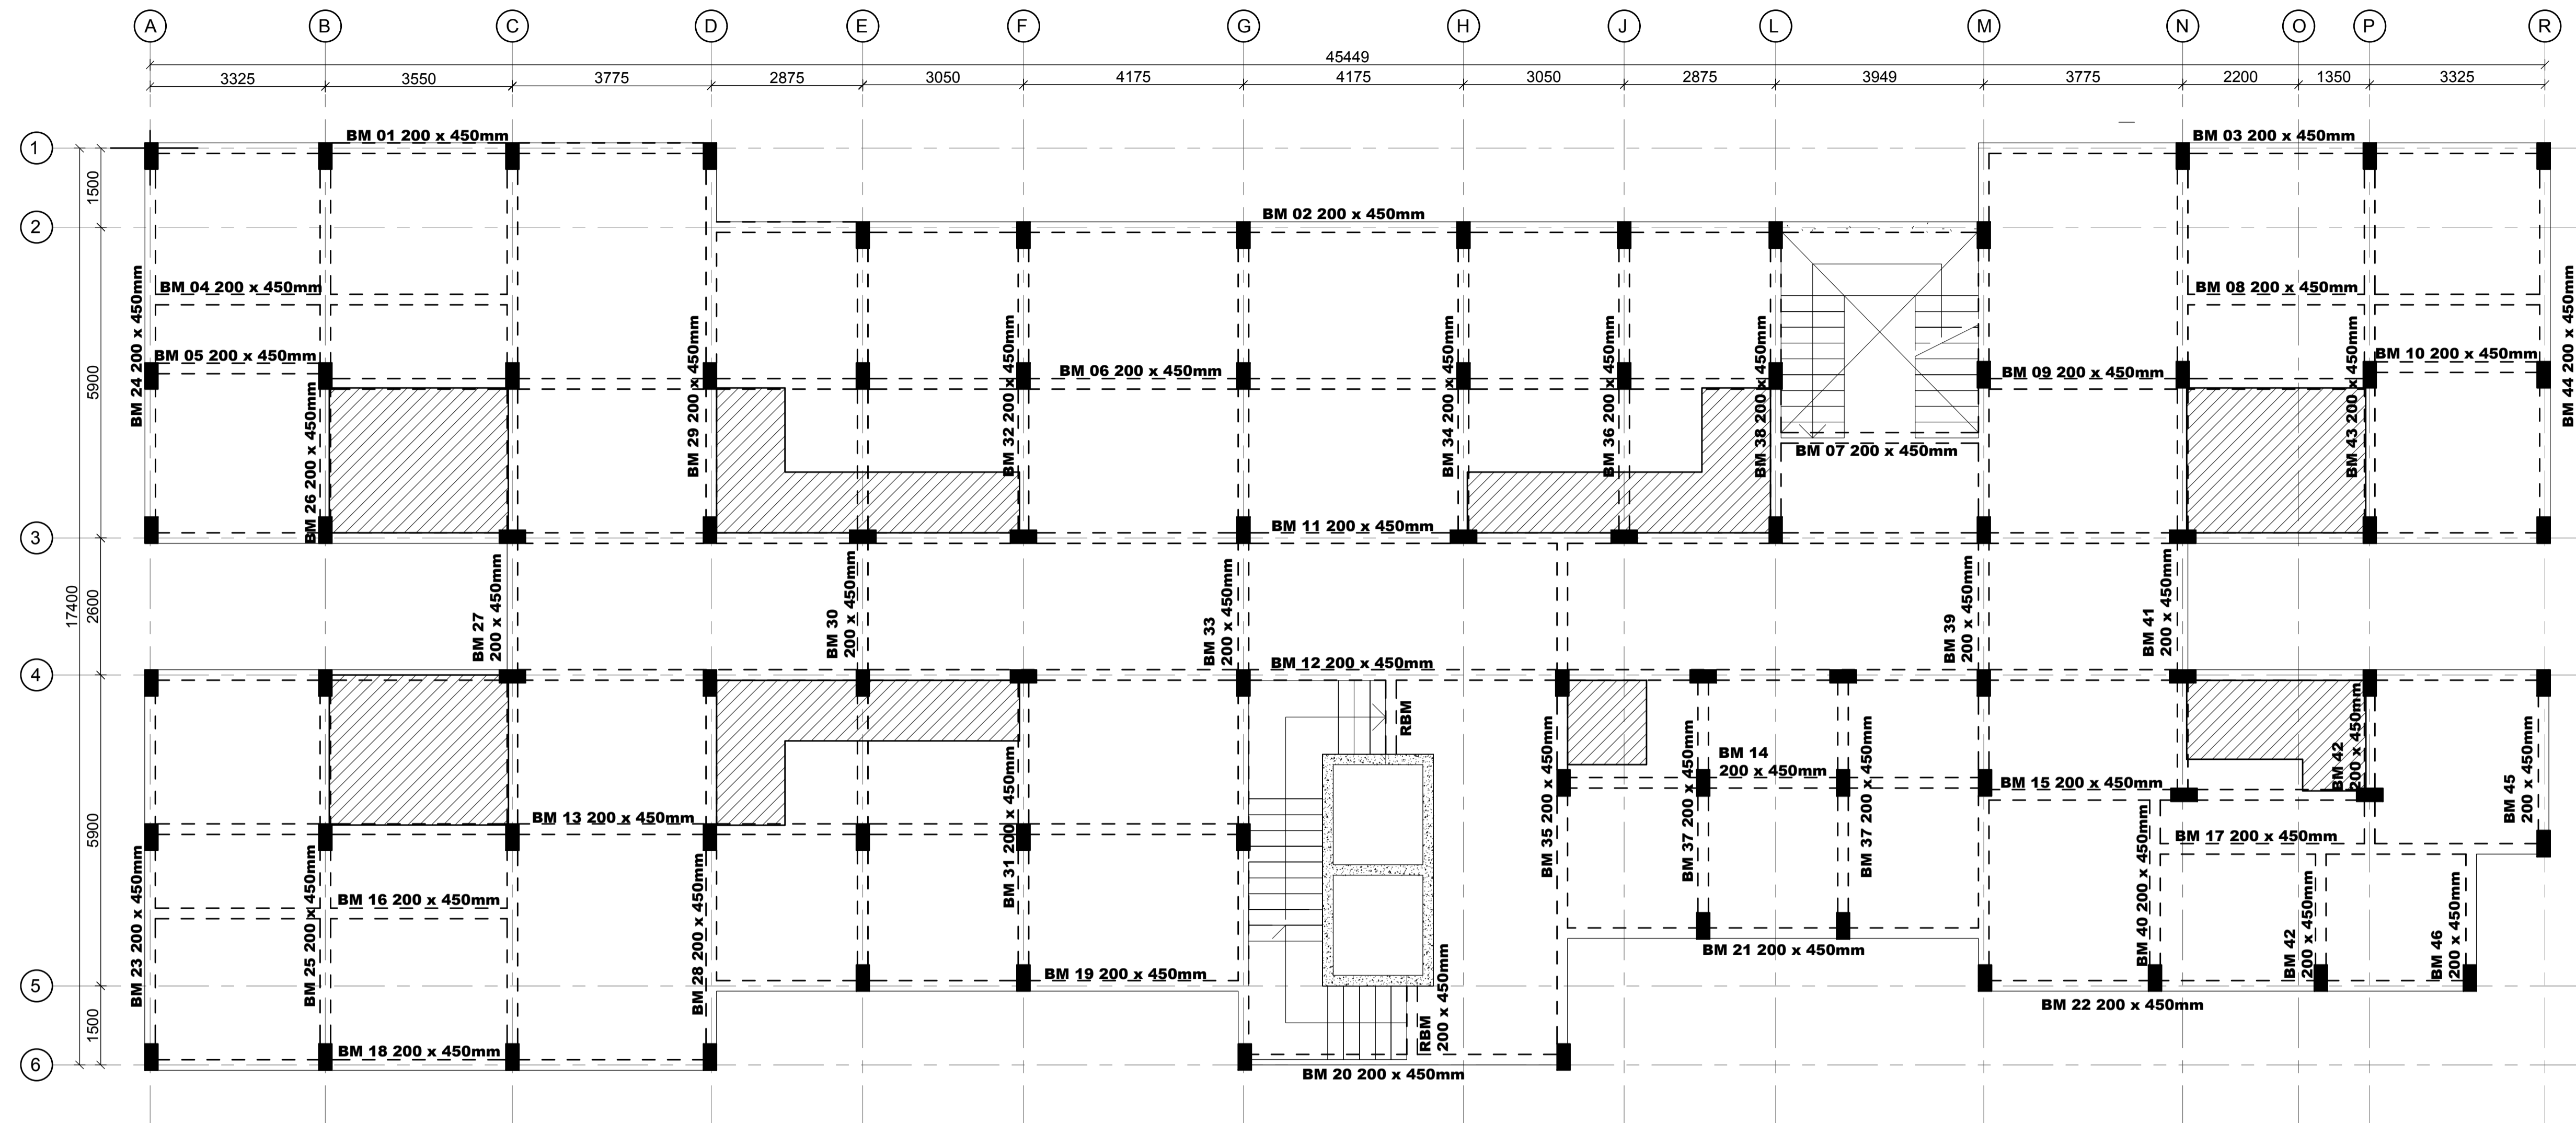 A B C D E F G H J L M N O P R
45449
3325 3550 3775 2875 3050 4175 4175 3050 2875 3949 3775 2200 1350 3325
1
BM 01 200 x 450mm
BM 03 200 x 450mm
1500
2
BM 02 200 x 450mm
BM 04 200 x 450mm
BM 08 200 x 450mm
BM 24 200 x 450mm
BM 05 200 x 450mm
BM 26 200 x 450mm
BM 29 200 x 450mm
BM 32 200 x 450mm
BM 06 200 x 450mm
BM 34 200 x 450mm
BM 36 200 x 450mm
BM 38 200 x 450mm
BM 09 200 x 450mm
BM 43 200 x 450mm
BM 10 200 x 450mm
BM 44 200 x 450mm
5900
BM 07 200 x 450mm
3
BM 11 200 x 450mm
17400
2600
BM 27
200 x 450mm
BM 30
200 x 450mm
BM 33
200 x 450mm
BM 39
200 x 450mm
BM 41
200 x 450mm
4
BM 12 200 x 450mm
RBM
BM 35 200 x 450mm
BM 37 200 x 450mm
BM 14
200 x 450mm
BM 37 200 x 450mm
BM 15 200 x 450mm
BM 42
200 x 450mm
BM 45
200 x 450mm
5900
BM 13 200 x 450mm
BM 31 200 x 450mm
BM 17 200 x 450mm
BM 23 200 x 450mm
BM 25 200 x 450mm
BM 16 200 x 450mm
BM 28 200 x 450mm
BM 40 200 x 450mm
BM 42
200 x 450mm
BM 46
200 x 450mm
BM 21 200 x 450mm
BM 19 200 x 450mm
5
BM 22 200 x 450mm
1500
RBM
200 x 450mm
BM 18 200 x 450mm
6
BM 20 200 x 450mm